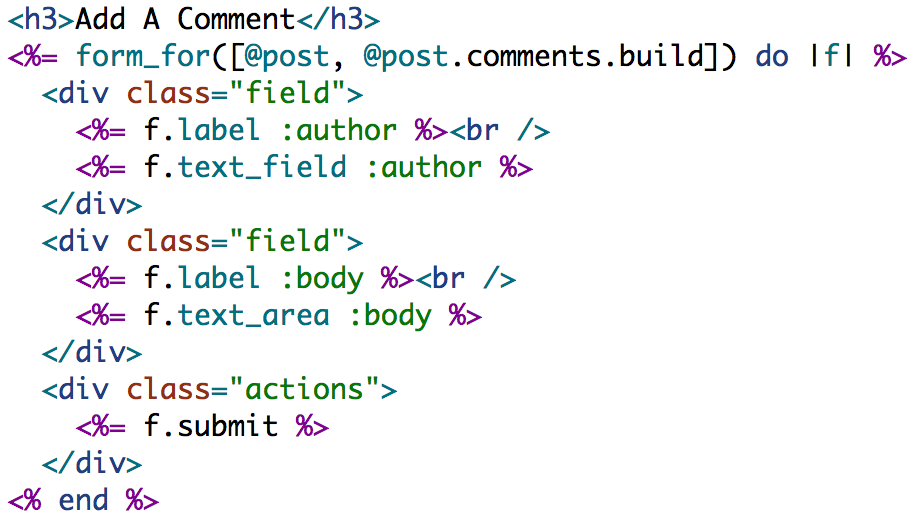 <h3>Add A Comment</h3>
<%= form_for([@post, @post.comments.build]) do |f| %>
  <div class="field">
    <%= f.label :author %><br />
    <%= f.text_field :author %>
  </div>
  <div class="field">
    <%= f.label :body %><br />
    <%= f.text_area :body %>
  </div>
  <div class="actions">
    <%= f.submit %>
  </div>
<% end %>